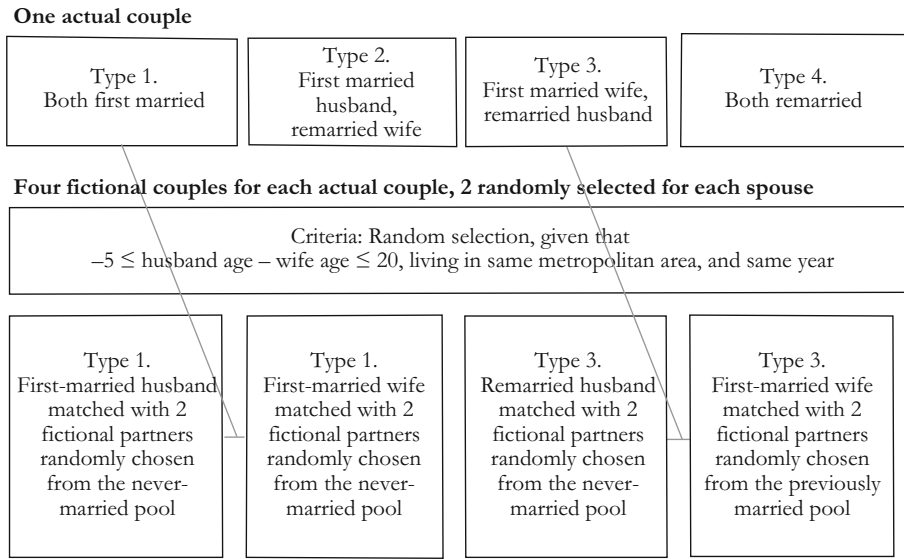 One actual couple
Type 1.
Both first married
Type 2.
First married
husband,
remarried wife
Type 3.
First married wife,
remarried husband
Type 4.
Both remarried
Four fictional couples for each actual couple, 2 randomly selected for each spouse
Criteria: Random selection, given that
–5 ≤ husband age – wife age ≤ 20, living in same metropolitan area, and same year
Type 1.
First-married husband
matched with 2
fictional partners
randomly chosen
from the never-
married pool
Type 1.
First-married wife
matched with 2
fictional partners
randomly chosen
from the never-
married pool
Type 3.
Remarried husband
matched with 2
fictional partners
randomly chosen
from the never-
married pool
Type 3.
First-married wife
matched with 2
fictional partners
randomly chosen
from the previously
married pool